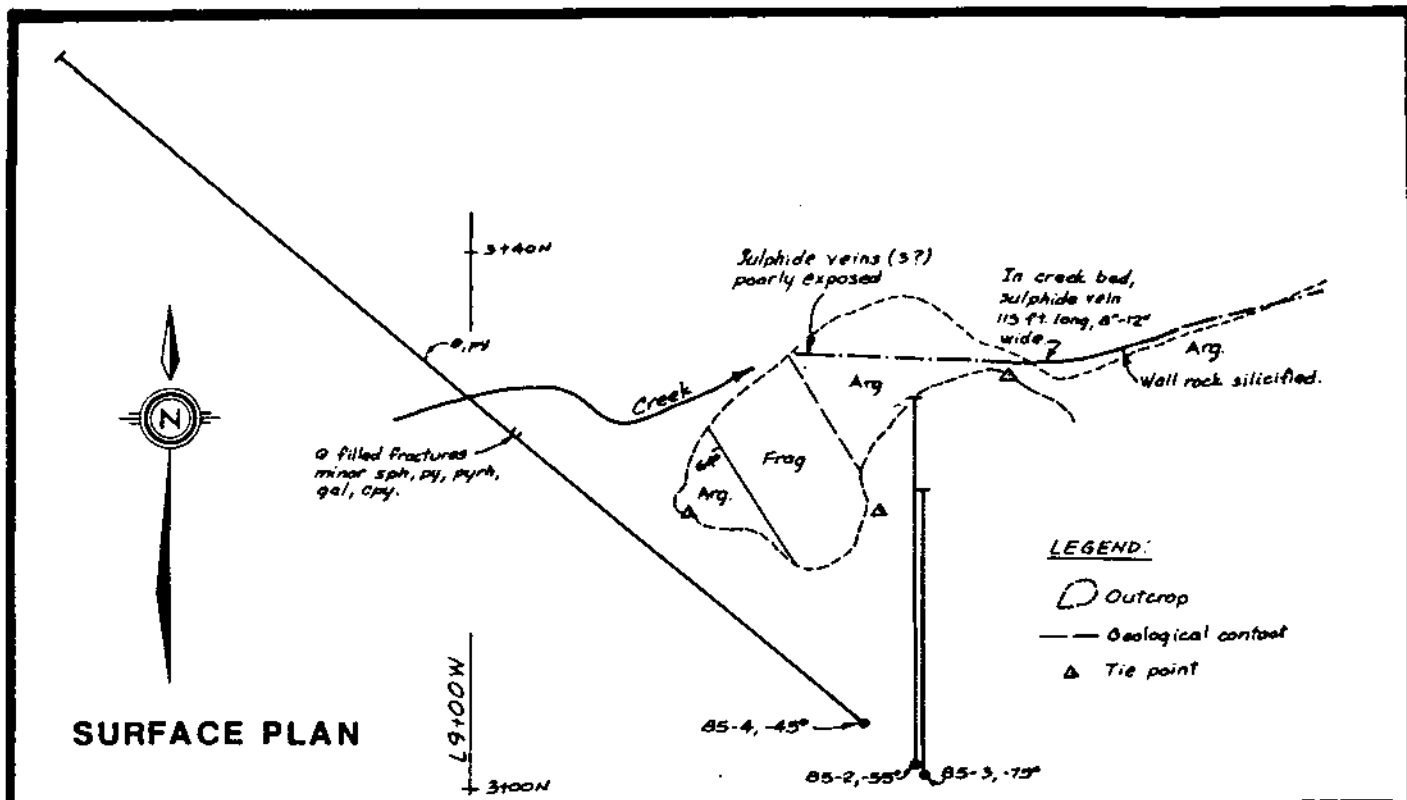 3+40N
Sulphide veins (3?)
poorly exposed
In creek bed,
sulphide vein
115 ft. long, 8"-12"
wide
Arg.
Wall rock silicified.
Q, py
Creek
Arg
N
Q filled fractures
minor sph, py, pyrh,
gal, cpy.
Frag
Arg.
LEGEND:
Outcrop
Geological contact
Tie point
L9+00W
SURFACE PLAN
85-4, -45°
85-2, -55°
85-3, -75°
3+00N